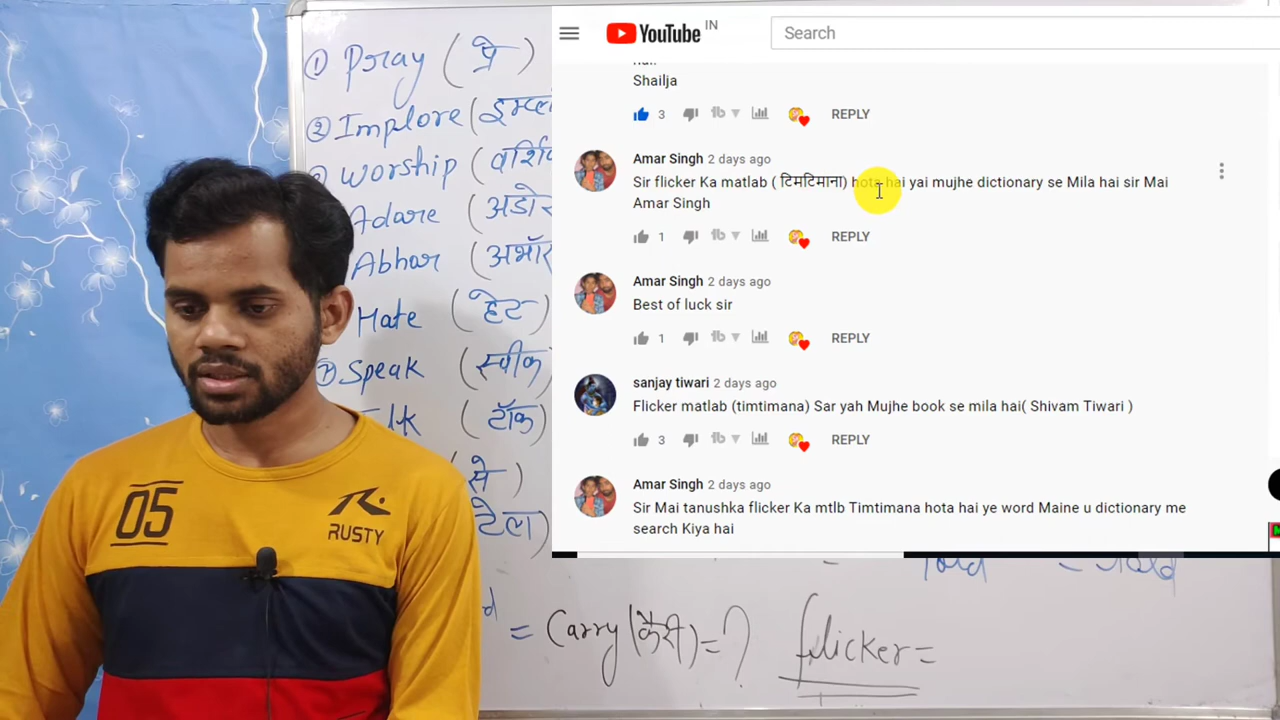 ① Pray (प्रे)
② Implore (इम्प्लो
Worship (वर्शिप
Adore (अडोर
Abhor (अभॉर
Hate (हेट)
⑦ Speak (स्पीक)
Talk (टॉक)
से)
टेल)
= Carry (कैरी) = ?
flicker =
YouTube IN
Search
Shailja
3 REPLY
Amar Singh 2 days ago
Sir flicker Ka matlab ( टिमटिमाना) hota hai yai mujhe dictionary se Mila hai sir Mai
Amar Singh
1 REPLY
Amar Singh 2 days ago
Best of luck sir
1 REPLY
sanjay tiwari 2 days ago
Flicker matlab (timtimana) Sar yah Mujhe book se mila hai( Shivam Tiwari )
3 REPLY
Amar Singh 2 days ago
Sir Mai tanushka flicker Ka mtlb Timtimana hota hai ye word Maine u dictionary me
search Kiya hai
05
RUSTY